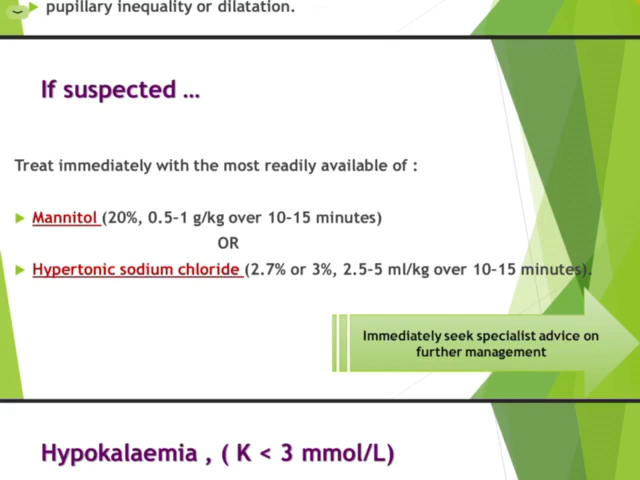 pupillary inequality or dilatation.
If suspected …
Treat immediately with the most readily available of :
Mannitol (20%, 0.5–1 g/kg over 10–15 minutes)
OR
Hypertonic sodium chloride (2.7% or 3%, 2.5–5 ml/kg over 10–15 minutes).
Immediately seek specialist advice on
further management
Hypokalaemia , ( K < 3 mmol/L)